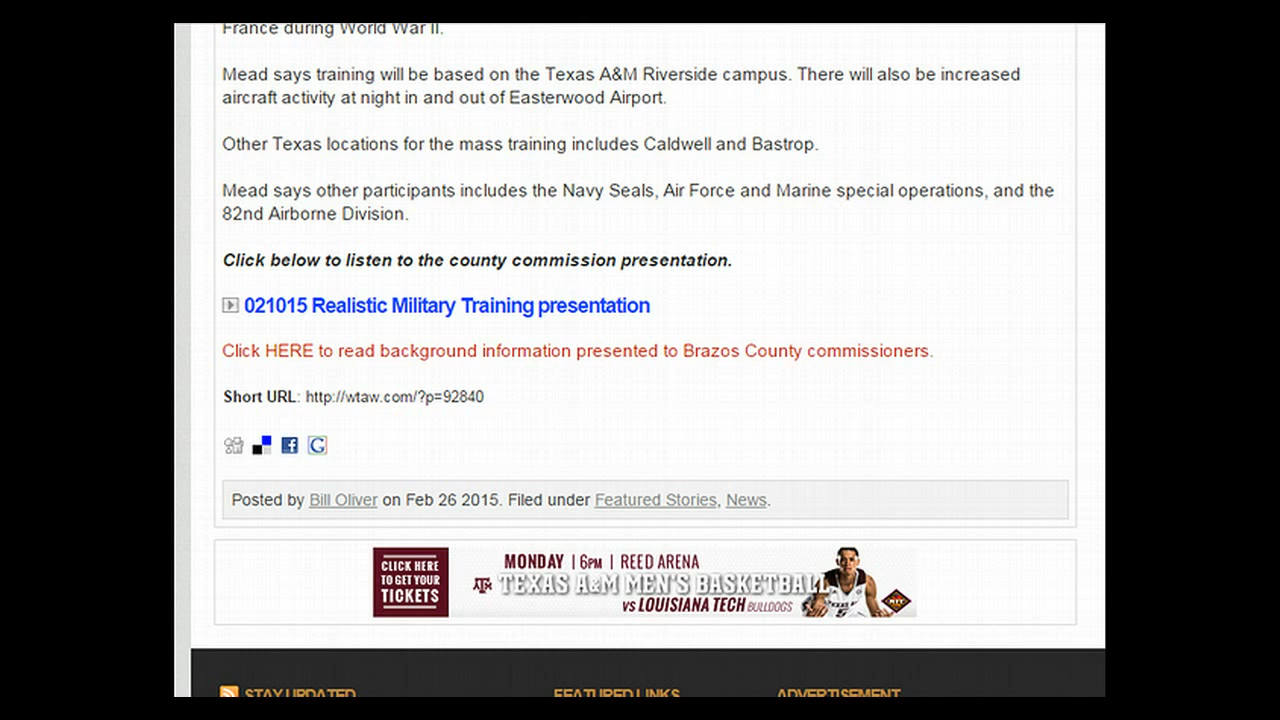 France during World War II.
Mead says training will be based on the Texas A&M Riverside campus. There will also be increased
aircraft activity at night in and out of Easterwood Airport.
Other Texas locations for the mass training includes Caldwell and Bastrop.
Mead says other participants includes the Navy Seals, Air Force and Marine special operations, and the
82nd Airborne Division.
Click below to listen to the county commission presentation.
021015 Realistic Military Training presentation
Click HERE to read background information presented to Brazos County commissioners.
Short URL: http://wtaw.com/?p=92840
Posted by Bill Oliver on Feb 26 2015. Filed under Featured Stories, News.
CLICK HERE
TO GET YOUR
TICKETS
MONDAY | 6PM | REED ARENA
ATM TEXAS A&M MEN'S BASKETBALL
VS LOUISIANA TECH BULLDOGS
STAY UPDATED FEATURED LINKS ADVERTISEMENT